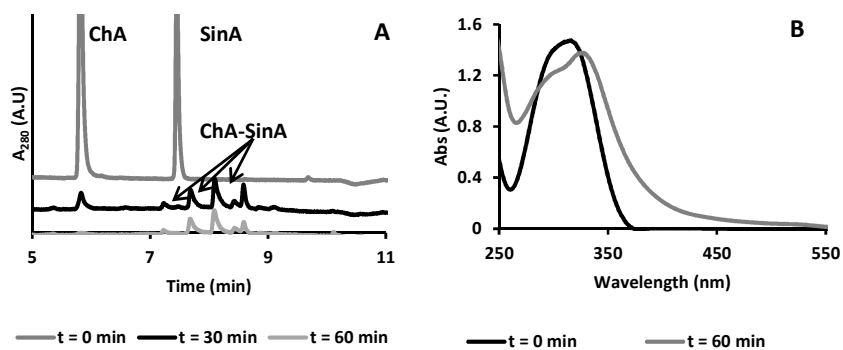 A
ChA
SinA
ChA-SinA
A280 (A.U)
5
7
9
11
Time (min)
t = 0 min
t = 30 min
t = 60 min
B
Abs (A.U.)
1.6
1.2
0.8
0.4
0
250
350
450
550
Wavelength (nm)
t = 0 min
t = 60 min